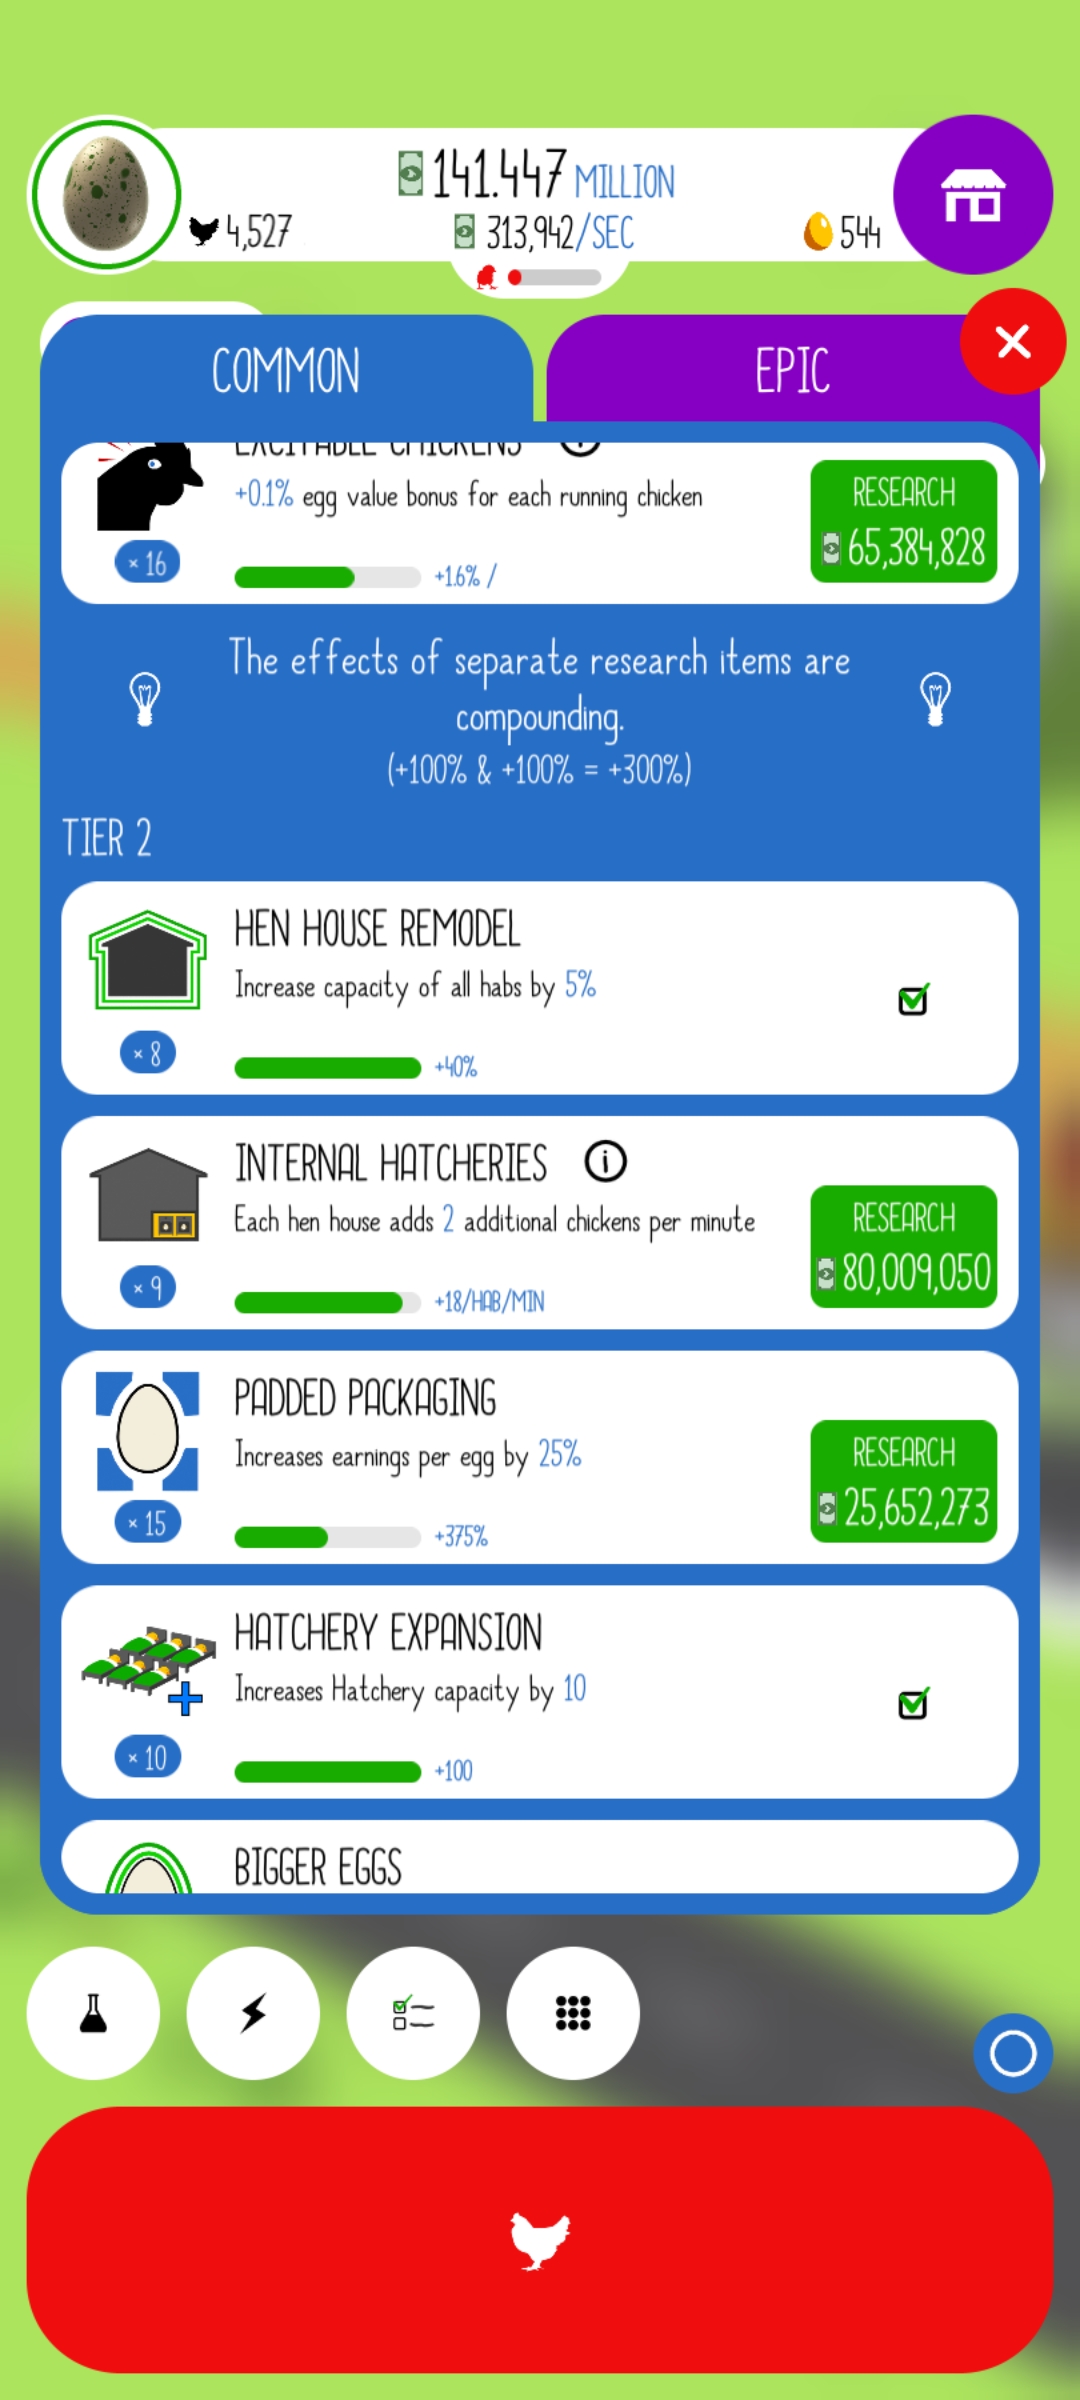 141.447 MILLION
4,527
313,942/SEC
544
COMMON
EPIC
EXCITABLE CHICKENS
+0.1% egg value bonus for each running chicken
RESEARCH
65,384,828
× 16
+1.6% /
The effects of separate research items are
compounding.
(+100% & +100% = +300%)
TIER 2
HEN HOUSE REMODEL
Increase capacity of all habs by 5%
× 8
+40%
INTERNAL HATCHERIES i
Each hen house adds 2 additional chickens per minute
RESEARCH
80,009,050
× 9
+18/HAB/MIN
PADDED PACKAGING
Increases earnings per egg by 25%
RESEARCH
25,652,273
× 15
+375%
HATCHERY EXPANSION
Increases Hatchery capacity by 10
× 10
+100
BIGGER EGGS